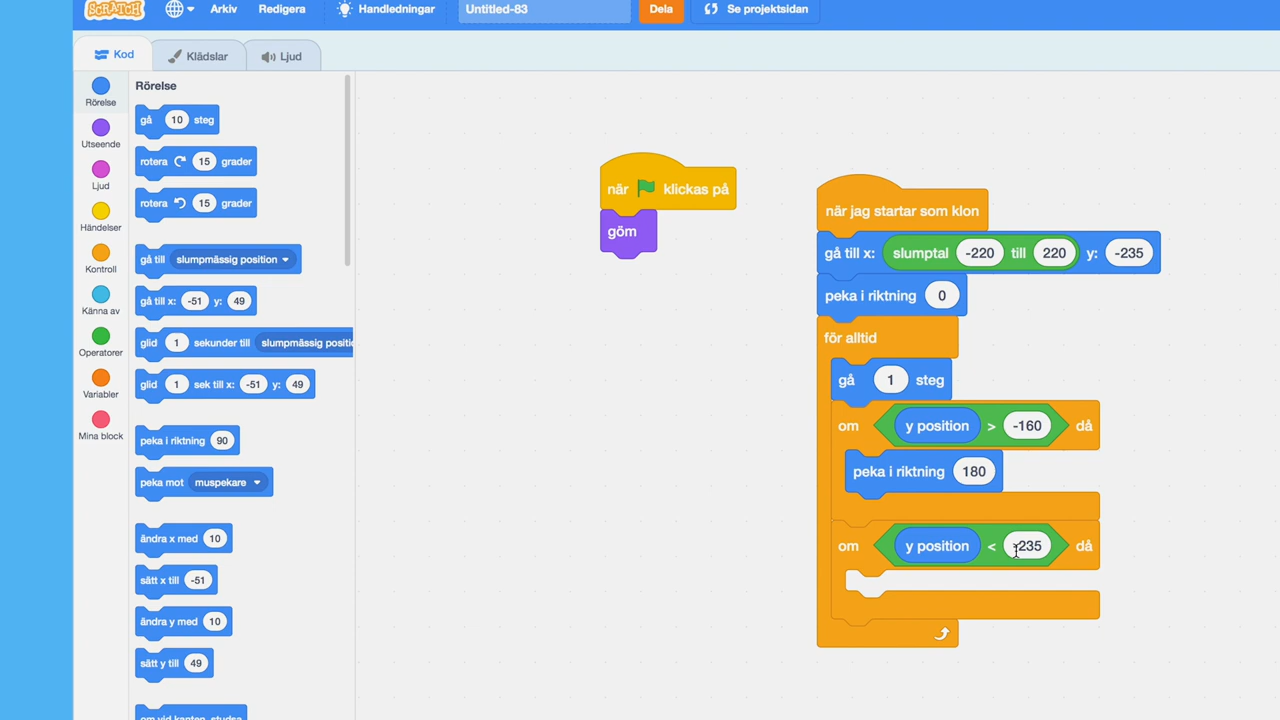 SCRATCH
Arkiv
Redigera
Handledningar
Untitled-83
Dela
Se projektsidan
Kod
Klädslar
Ljud
Rörelse
Utseende
Ljud
Händelser
Kontroll
Känna av
Operatorer
Variabler
Mina block
Rörelse
gå 10 steg
rotera 15 grader
rotera 15 grader
gå till slumpmässig position
gå till x: -51 y: 49
glid 1 sekunder till slumpmässig positio
glid 1 sek till x: -51 y: 49
peka i riktning 90
peka mot muspekare
ändra x med 10
sätt x till -51
ändra y med 10
sätt y till 49
om vid kanten, studsa
när klickas på
göm
när jag startar som klon
gå till x: slumptal -220 till 220 y: -235
peka i riktning 0
för alltid
gå 1 steg
om y position > -160 då
peka i riktning 180
om y position < -235 då